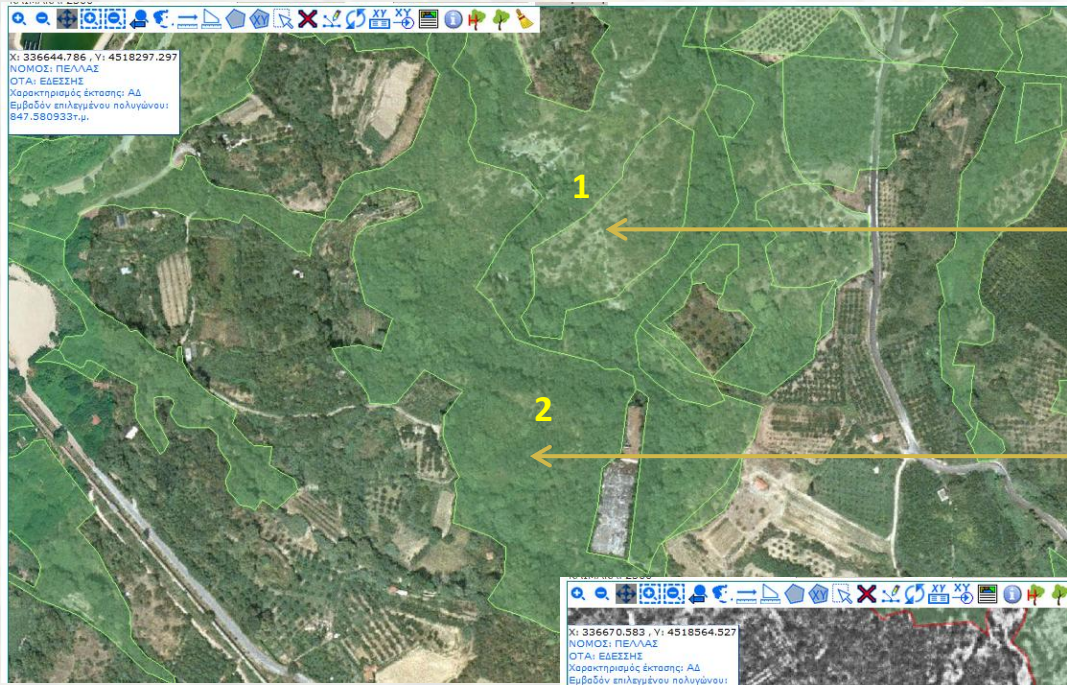 X: 336644.786 , Y: 4518297.297
ΝΟΜΟΣ: ΠΕΛΛΑΣ
ΟΤΑ: ΕΔΕΣΣΗΣ
Χαρακτηρισμός έκτασης: ΑΔ
Εμβαδόν επιλεγμένου πολυγώνου:
847.580933τ.μ.
1
2
X: 336670.583 , Y: 4518564.527
ΝΟΜΟΣ: ΠΕΛΛΑΣ
ΟΤΑ: ΕΔΕΣΣΗΣ
Χαρακτηρισμός έκτασης: ΑΔ
Εμβαδόν επιλεγμένου πολυγώνου: